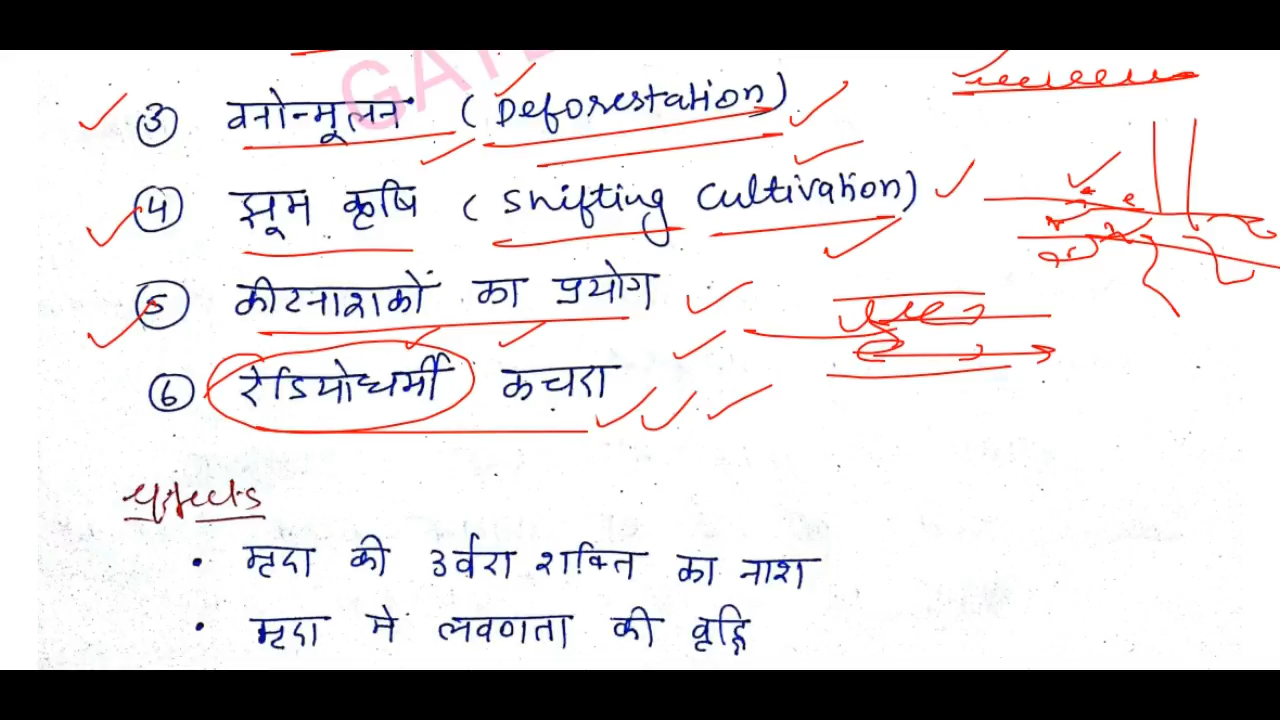 ③ वनोन्मूलन (Deforestation)
④ झूम कृषि (Shifting Cultivation)
⑤ कीटनाशकों का प्रयोग
⑥ रेडियोधर्मी कचरा
effects
• मृदा की उर्वरा शक्ति का नाश
• मृदा में लवणता की वृद्धि